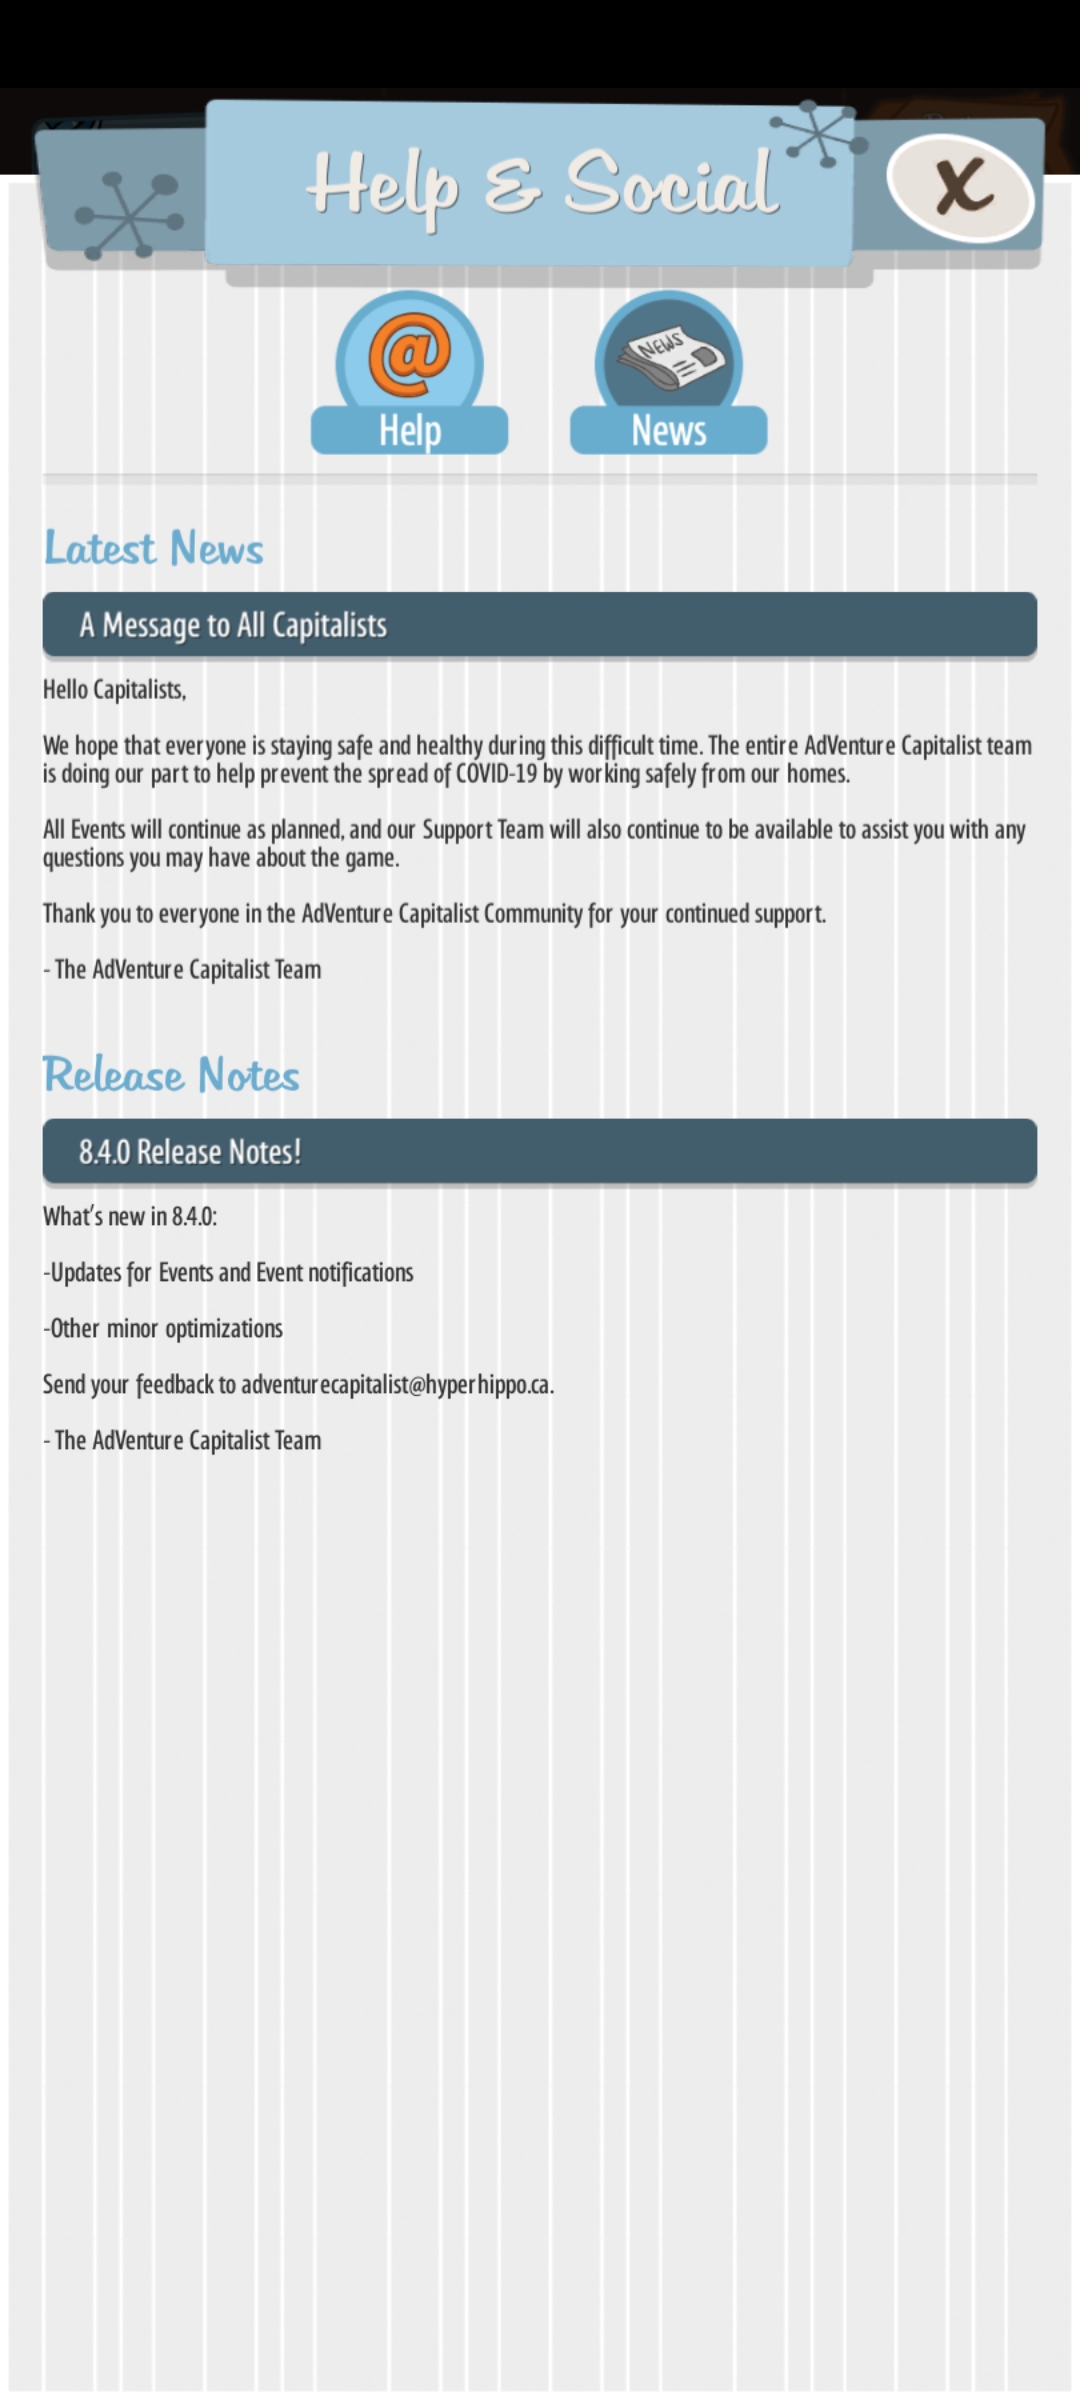 Help & Social
X
NEWS
Help
News
Latest News
A Message to All Capitalists
Hello Capitalists,
We hope that everyone is staying safe and healthy during this difficult time. The entire AdVenture Capitalist team
is doing our part to help prevent the spread of COVID-19 by working safely from our homes.
All Events will continue as planned, and our Support Team will also continue to be available to assist you with any
questions you may have about the game.
Thank you to everyone in the AdVenture Capitalist Community for your continued support.
- The AdVenture Capitalist Team
Release Notes
8.4.0 Release Notes!
What's new in 8.4.0:
-Updates for Events and Event notifications
-Other minor optimizations
Send your feedback to adventurecapitalist@hyperhippo.ca.
- The AdVenture Capitalist Team